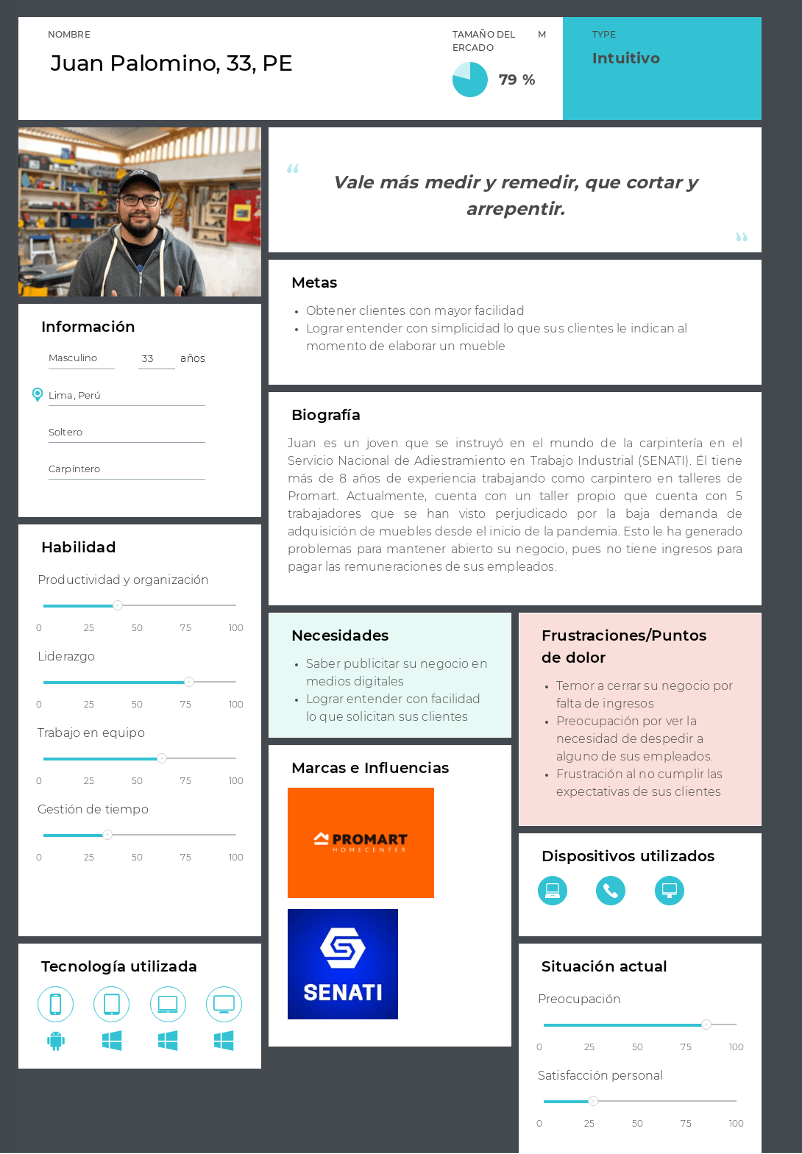 NOMBRE
Juan Palomino, 33, PE
TAMAÑO DEL M
ERCADO
79 %
TYPE
Intuitivo
“
Vale más medir y remedir, que cortar y
arrepentir.
”
Información
Masculino 33 años
Lima, Perú
Soltero
Carpintero
Metas
• Obtener clientes con mayor facilidad
• Lograr entender con simplicidad lo que sus clientes le indican al
momento de elaborar un mueble
Biografía
Juan es un joven que se instruyó en el mundo de la carpintería en el
Servicio Nacional de Adiestramiento en Trabajo Industrial (SENATI). Él tiene
más de 8 años de experiencia trabajando como carpintero en talleres de
Promart. Actualmente, cuenta con un taller propio que cuenta con 5
trabajadores que se han visto perjudicado por la baja demanda de
adquisición de muebles desde el inicio de la pandemia. Esto le ha generado
problemas para mantener abierto su negocio, pues no tiene ingresos para
pagar las remuneraciones de sus empleados.
Habilidad
Productividad y organización
0 25 50 75 100
Liderazgo
0 25 50 75 100
Trabajo en equipo
0 25 50 75 100
Gestión de tiempo
0 25 50 75 100
Necesidades
• Saber publicitar su negocio en
medios digitales
• Lograr entender con facilidad
lo que solicitan sus clientes
Frustraciones/Puntos
de dolor
• Temor a cerrar su negocio por
falta de ingresos
• Preocupación por ver la
necesidad de despedir a
alguno de sus empleados.
• Frustración al no cumplir las
expectativas de sus clientes
Marcas e Influencias
PROMART
HOMECENTER
SENATI
Dispositivos utilizados
Tecnología utilizada
Situación actual
Preocupación
0 25 50 75 100
Satisfacción personal
0 25 50 75 100